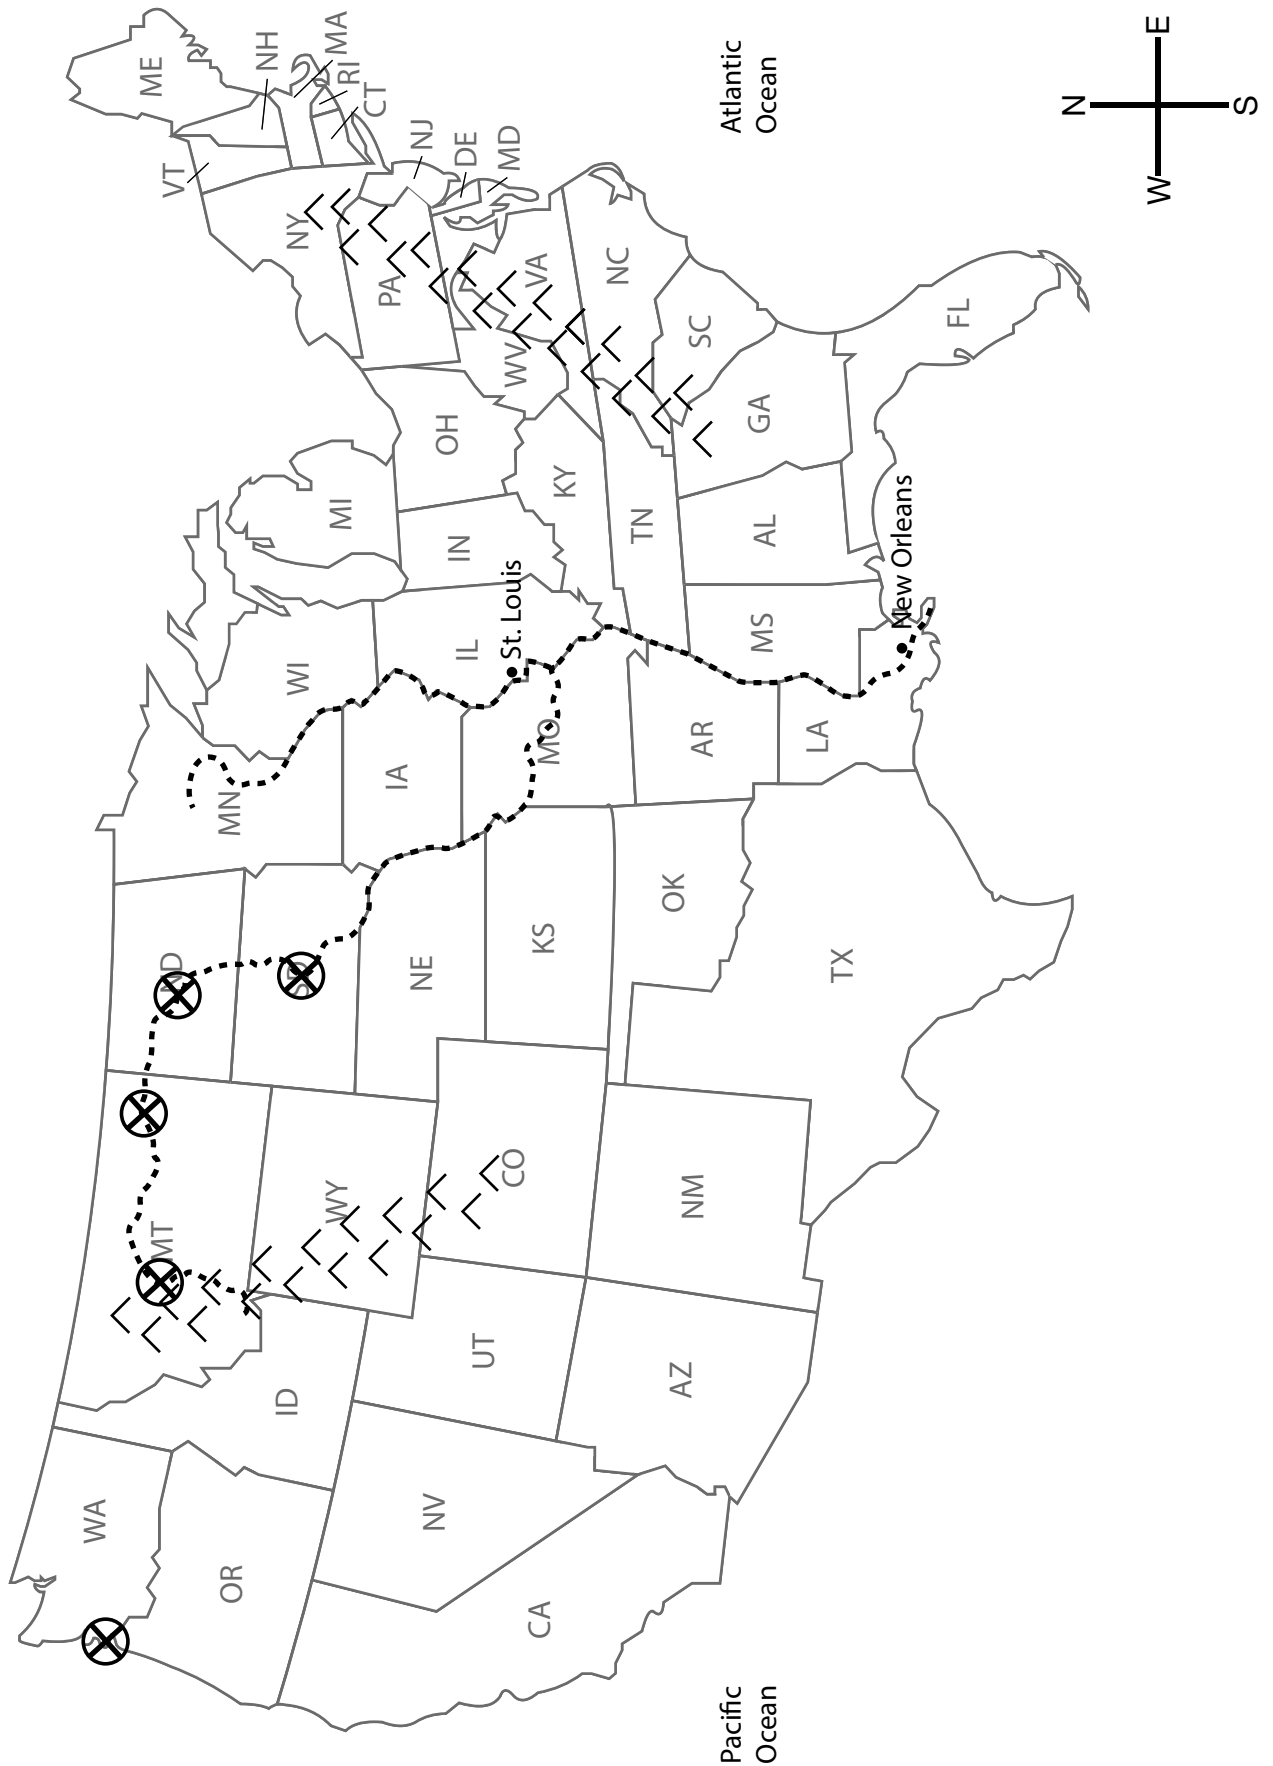 WA
MT
ND
MN
VT
NH
ME
OR
ID
WY
SD
WI
MI
NY
MA
RI
CT
NV
UT
CO
NE
IA
IL
IN
OH
PA
NJ
DE
MD
CA
KS
MO
St. Louis
KY
WV
VA
AZ
NM
OK
AR
TN
NC
SC
TX
LA
MS
AL
GA
New Orleans
FL
Pacific
Ocean
Atlantic
Ocean
N
W
E
S